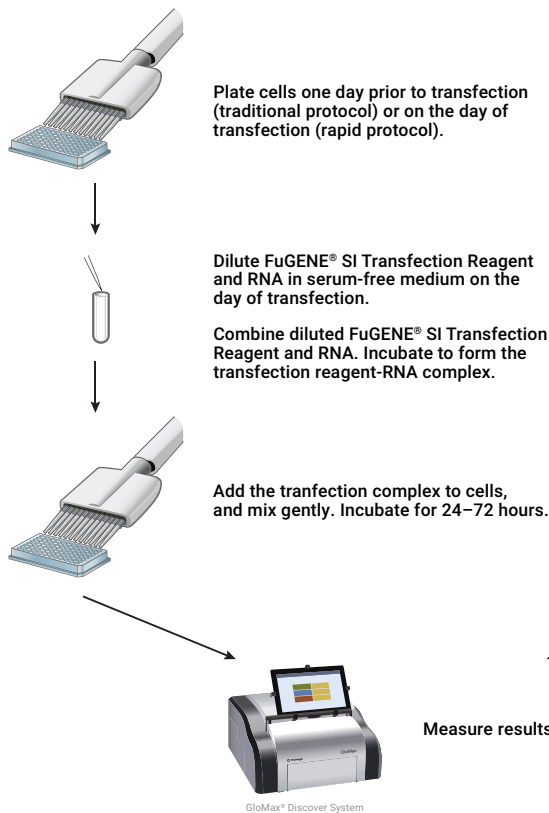 Plate cells one day prior to transfection
(traditional protocol) or on the day of
transfection (rapid protocol).
Dilute FuGENE® SI Transfection Reagent
and RNA in serum-free medium on the
day of transfection.
Combine diluted FuGENE® SI Transfection
Reagent and RNA. Incubate to form the
transfection reagent-RNA complex.
Add the tranfection complex to cells,
and mix gently. Incubate for 24–72 hours.
Measure results
GloMax
GloMax® Discover System